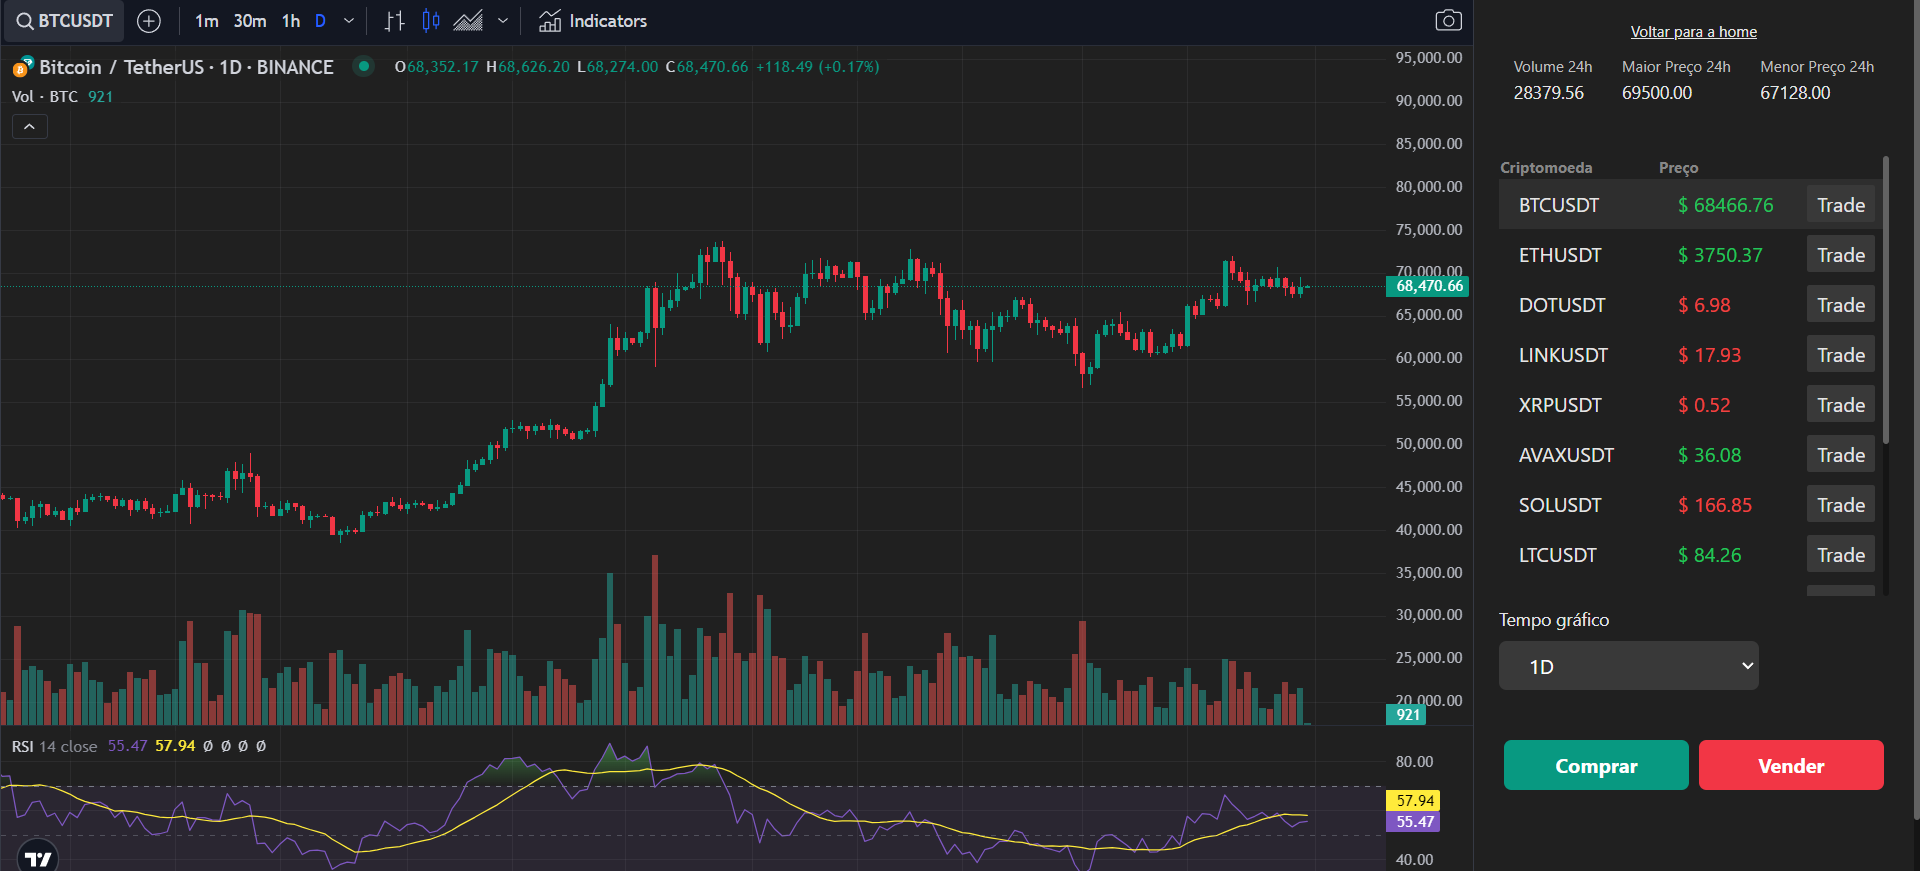 BTCUSDT 1m 30m 1h D Indicators
Bitcoin / TetherUS · 1D · BINANCE O68,352.17 H68,626.20 L68,274.00 C68,470.66 +118.49 (+0.17%)
Vol · BTC 921
95,000.00
90,000.00
85,000.00
80,000.00
75,000.00
70,000.00
68,470.66
65,000.00
60,000.00
55,000.00
50,000.00
45,000.00
40,000.00
35,000.00
30,000.00
25,000.00
20,000.00
921
RSI 14 close 55.47 57.94 Ø Ø Ø Ø
80.00
57.94
55.47
40.00
Voltar para a home
Volume 24h Maior Preço 24h Menor Preço 24h
28379.56 69500.00 67128.00
Criptomoeda Preço
BTCUSDT $ 68466.76 Trade
ETHUSDT $ 3750.37 Trade
DOTUSDT $ 6.98 Trade
LINKUSDT $ 17.93 Trade
XRPUSDT $ 0.52 Trade
AVAXUSDT $ 36.08 Trade
SOLUSDT $ 166.85 Trade
LTCUSDT $ 84.26 Trade
Tempo gráfico
1D
Comprar Vender